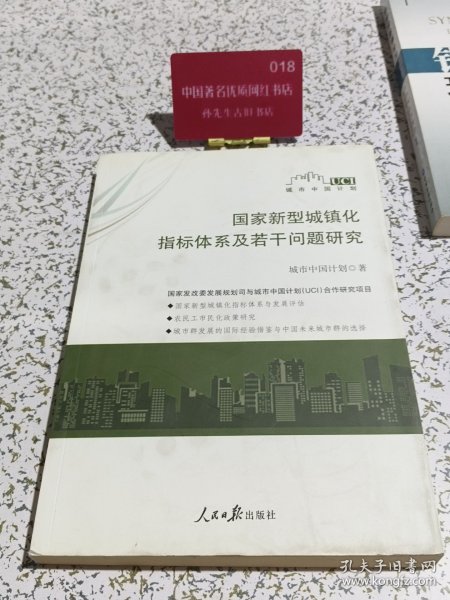 018
中国著名优质网红书店
孙先生古旧书店
SYS
UCI
城市中国计划
国家新型城镇化
指标体系及若干问题研究
城市中国计划◎著
国家发改委发展规划司与城市中国计划(UCI)合作研究项目
◆国家新型城镇化指标体系与发展评估
◆农民工市民化政策研究
◆城市群发展的国际经验借鉴与中国未来城市群的选择
人民日报出版社
孔夫子旧书网
www.kongfz.com